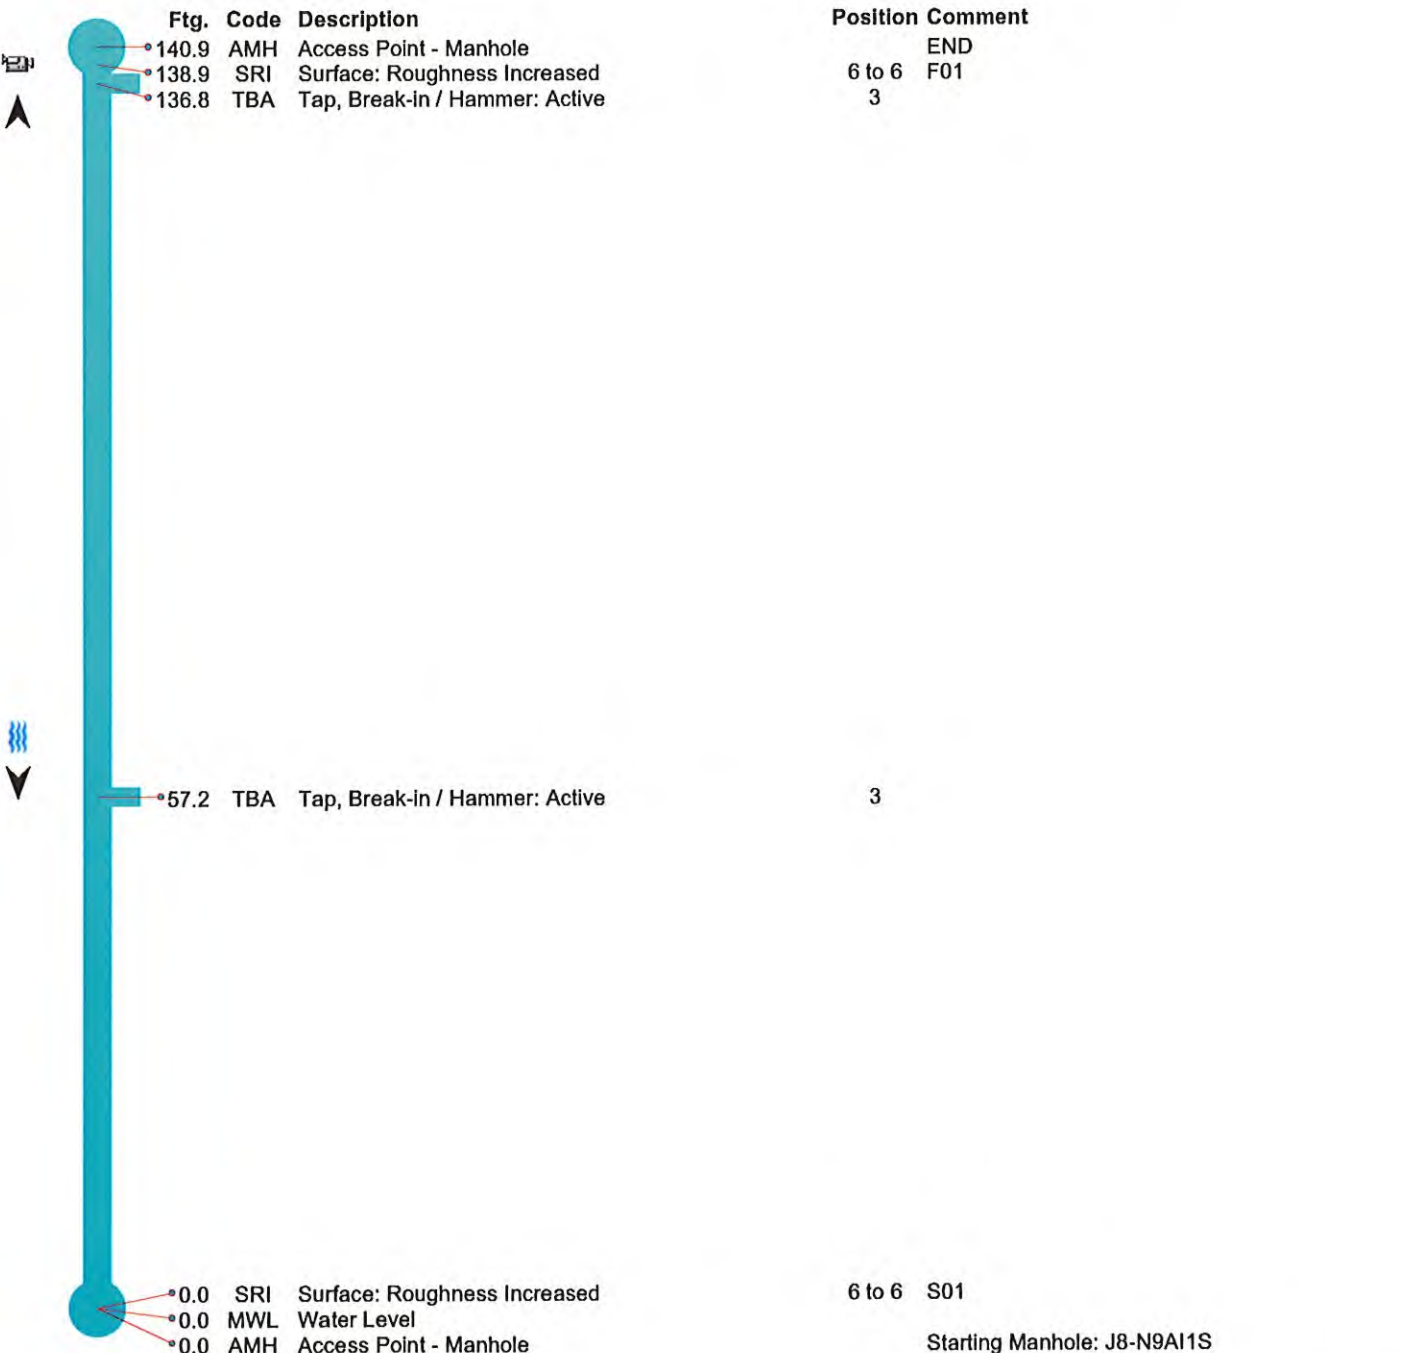 Ftg. Code Description Position Comment
140.9 AMH Access Point - Manhole END
138.9 SRI Surface: Roughness Increased 6 to 6 F01
136.8 TBA Tap, Break-in / Hammer: Active 3
57.2 TBA Tap, Break-in / Hammer: Active 3
0.0 SRI Surface: Roughness Increased 6 to 6 S01
0.0 MWL Water Level
0.0 AMH Access Point - Manhole Starting Manhole: J8-N9AI1S